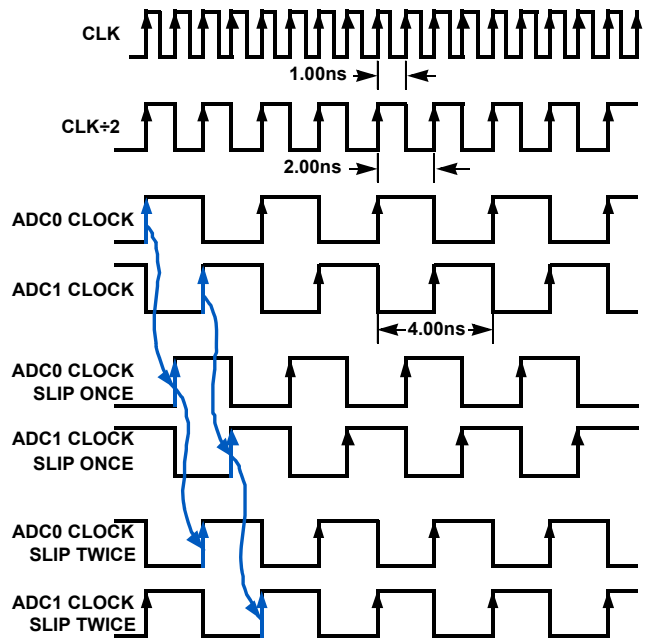 CLK
1.00ns
CLK÷2
2.00ns
ADC0 CLOCK
ADC1 CLOCK
4.00ns
ADC0 CLOCK
SLIP ONCE
ADC1 CLOCK
SLIP ONCE
ADC0 CLOCK
SLIP TWICE
ADC1 CLOCK
SLIP TWICE